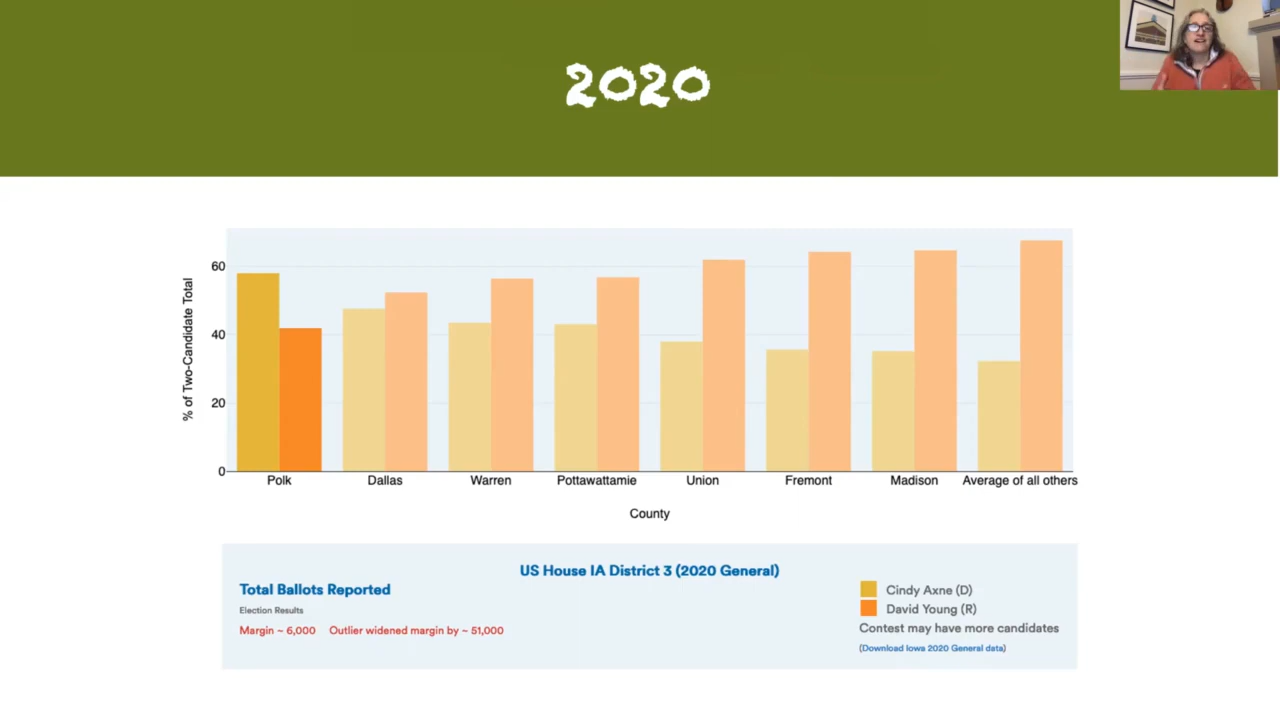 2020
% of Two-Candidate Total
60
40
20
0
Polk Dallas Warren Pottawattamie Union Fremont Madison Average of all others
County
US House IA District 3 (2020 General)
Total Ballots Reported
Election Results
Margin ~ 6,000 Outlier widened margin by ~ 51,000
Cindy Axne (D)
David Young (R)
Contest may have more candidates
(Download Iowa 2020 General data)